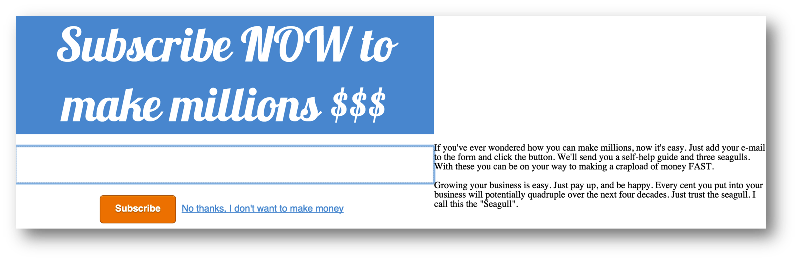 Subscribe NOW to
make millions $$$
If you've ever wondered how you can make millions, now it's easy. Just add your e-mail
to the form and click the button. We'll send you a self-help guide and three seagulls.
With these you can be on your way to making a crapload of money FAST.
Growing your business is easy. Just pay up, and be happy. Every cent you put into your
business will potentially quadruple over the next four decades. Just trust the seagull. I
call this the "Seagull".
Subscribe No thanks, I don't want to make money